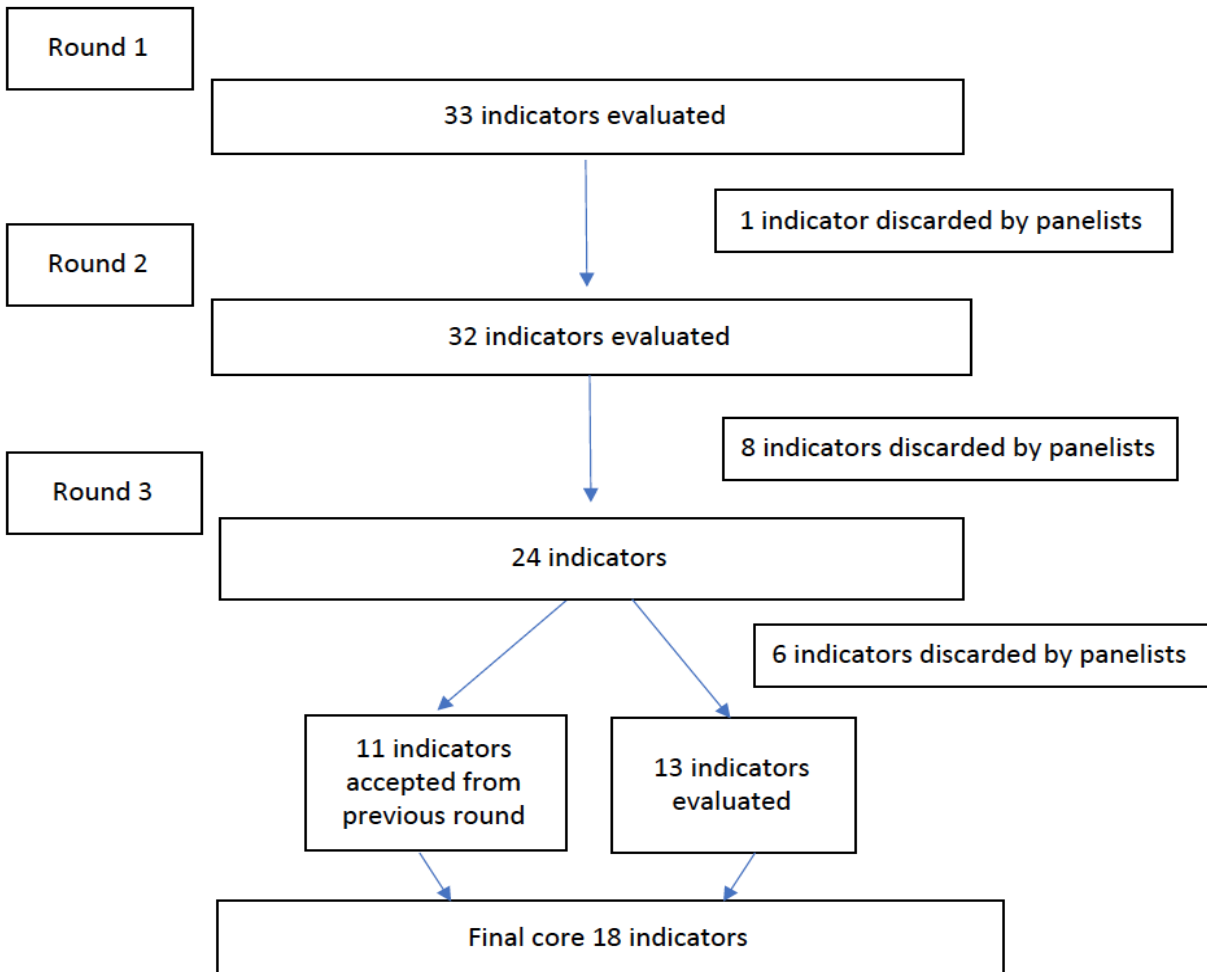 Round 1
33 indicators evaluated
1 indicator discarded by panelists
Round 2
32 indicators evaluated
8 indicators discarded by panelists
Round 3
24 indicators
6 indicators discarded by panelists
11 indicators
accepted from
previous round
13 indicators
evaluated
Final core 18 indicators